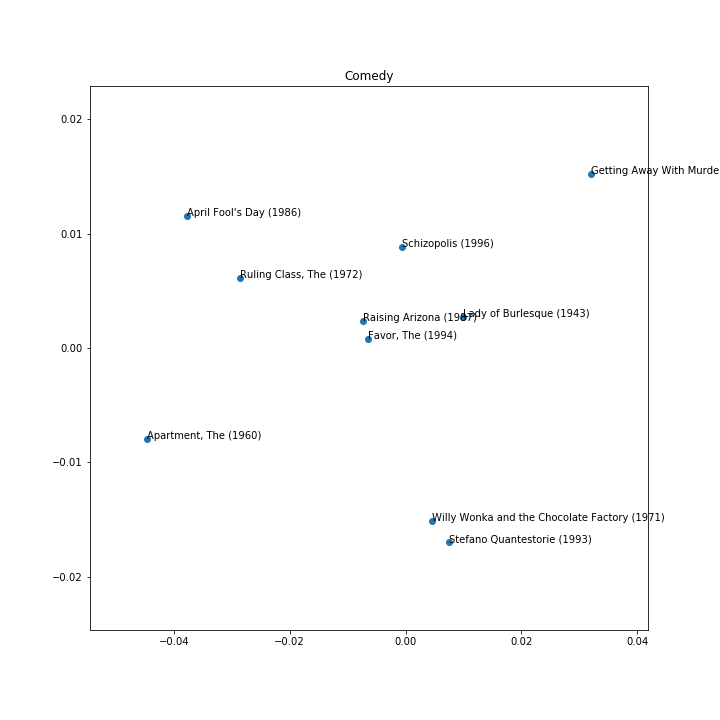 Comedy
0.02
Getting Away With Murde
April Fool's Day (1986)
0.01
Schizopolis (1996)
Ruling Class, The (1972)
Lady of Burlesque (1943)
Raising Arizona (1987)
Favor, The (1994)
0.00
Apartment, The (1960)
−0.01
Willy Wonka and the Chocolate Factory (1971)
Stefano Quantestorie (1993)
−0.02
−0.04 −0.02 0.00 0.02 0.04